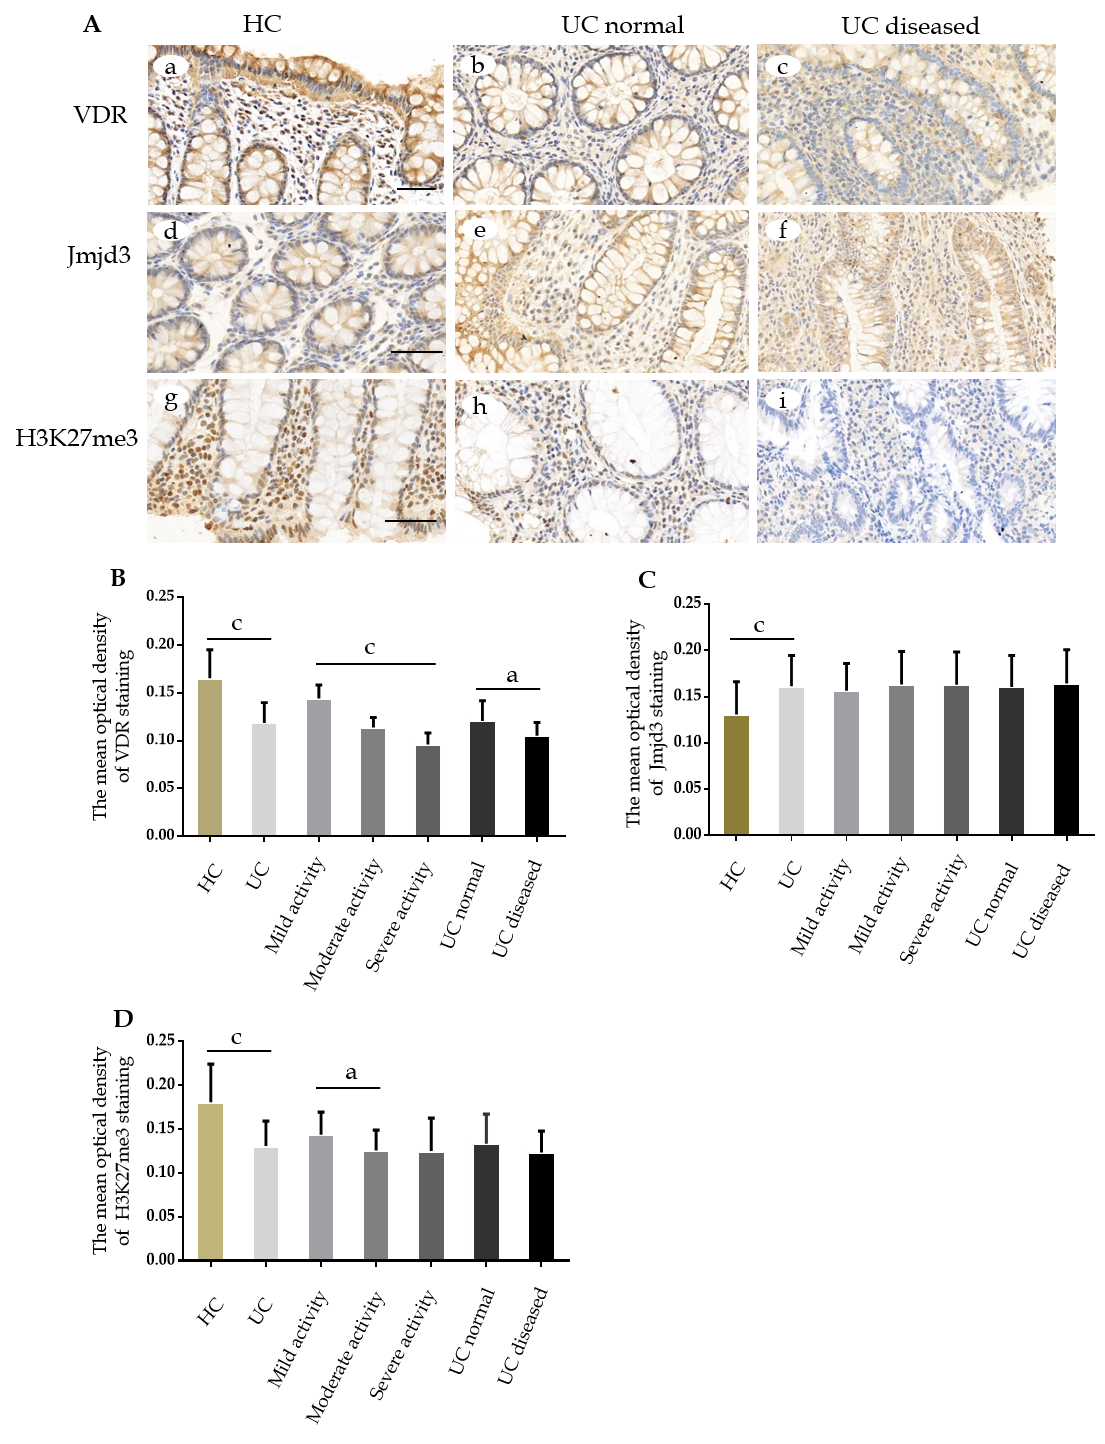 A
HC
UC normal
UC diseased
VDR
a
b
c
Jmjd3
d
e
f
H3K27me3
g
h
i
B
The mean optical density
of VDR staining
0.25
0.20
0.15
0.10
0.05
0.00
c
c
a
HC
UC
Mild activity
Moderate activity
Severe activity
UC normal
UC diseased
C
The mean optical density
of Jmjd3 staining
0.25
0.20
0.15
0.10
0.05
0.00
c
HC
UC
Mild activity
Mild activity
Severe activity
UC normal
UC diseased
D
The mean optical density
of H3K27me3 staining
0.25
0.20
0.15
0.10
0.05
0.00
c
a
HC
UC
Mild activity
Moderate activity
Severe activity
UC normal
UC diseased